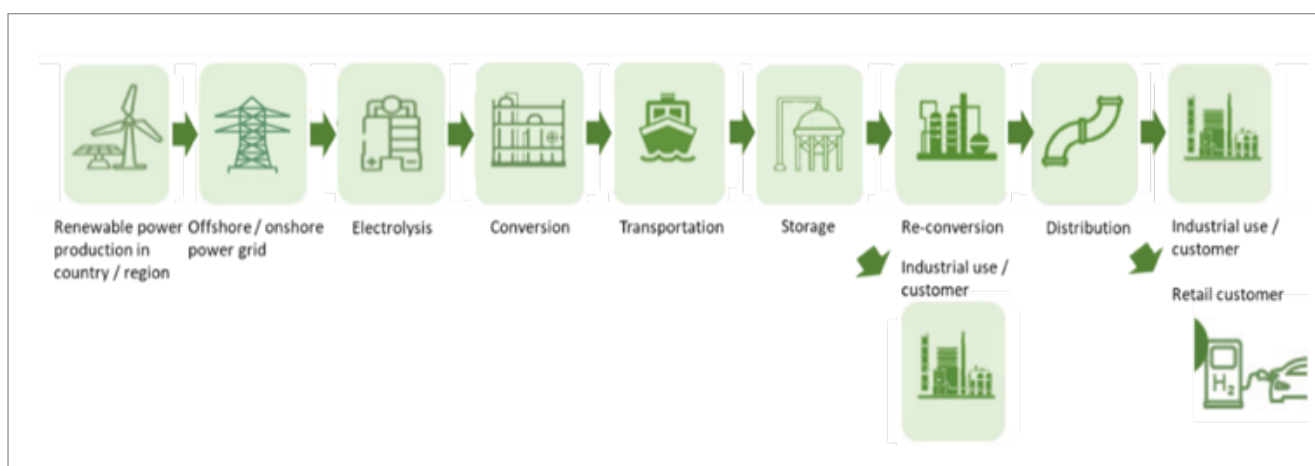 Renewable power
production in
country / region
Offshore / onshore
power grid
Electrolysis
Conversion
Transportation
Storage
Re-conversion
Distribution
Industrial use /
customer
Industrial use /
customer
Retail customer
H2